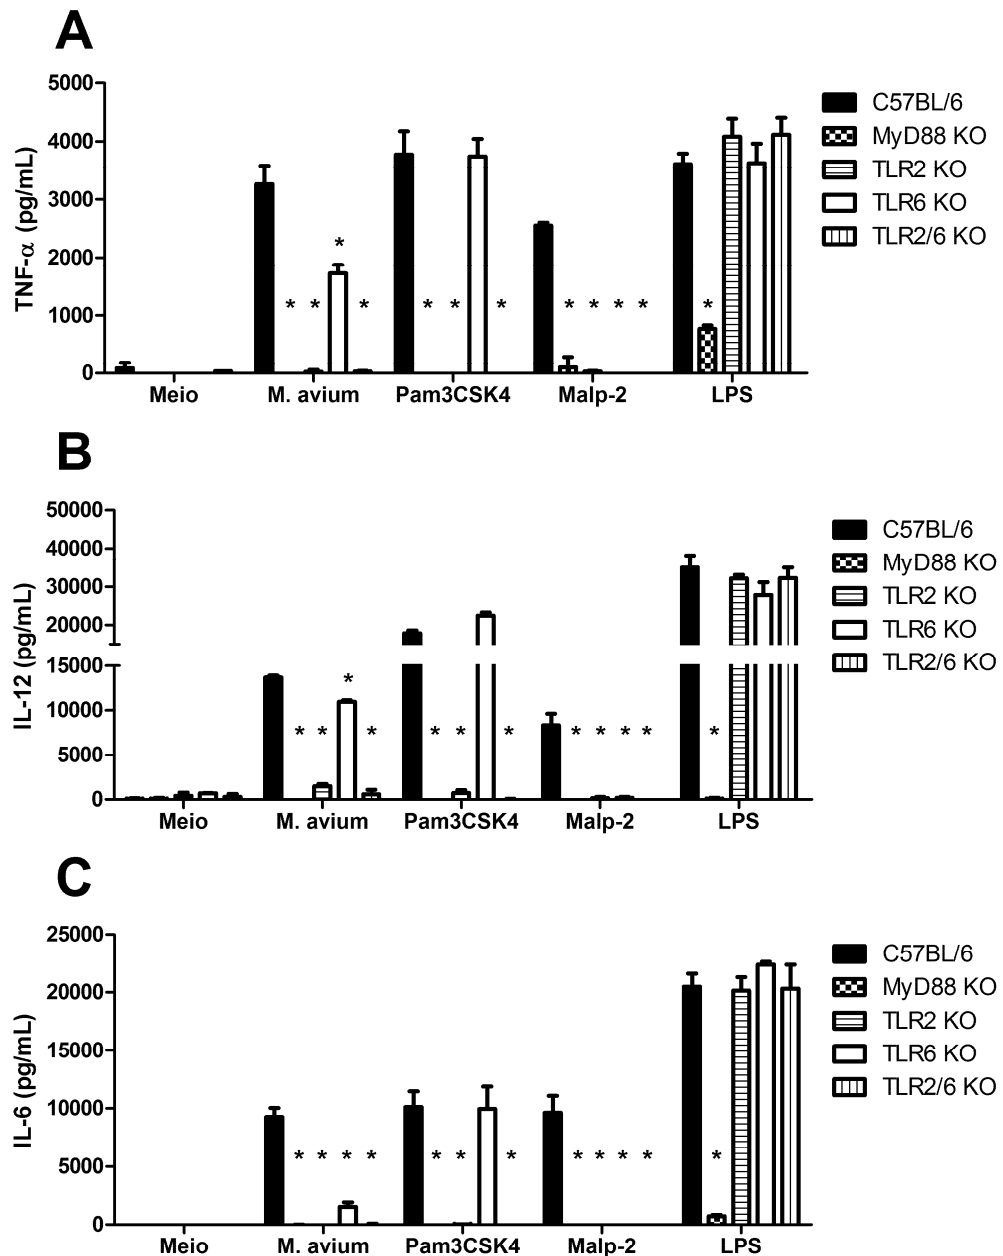 A
5000
4000
3000
2000
1000
0
TNF-α (pg/mL)
* * * *
* * *
* * * *
*
Meio M. avium Pam3CSK4 Malp-2 LPS
C57BL/6
MyD88 KO
TLR2 KO
TLR6 KO
TLR2/6 KO
B
50000
40000
30000
20000
15000
10000
5000
0
IL-12 (pg/mL)
* * * *
* * *
* * * *
*
Meio M. avium Pam3CSK4 Malp-2 LPS
C57BL/6
MyD88 KO
TLR2 KO
TLR6 KO
TLR2/6 KO
C
25000
20000
15000
10000
5000
0
IL-6 (pg/mL)
* * * *
* * *
* * * *
*
Meio M. avium Pam3CSK4 Malp-2 LPS
C57BL/6
MyD88 KO
TLR2 KO
TLR6 KO
TLR2/6 KO